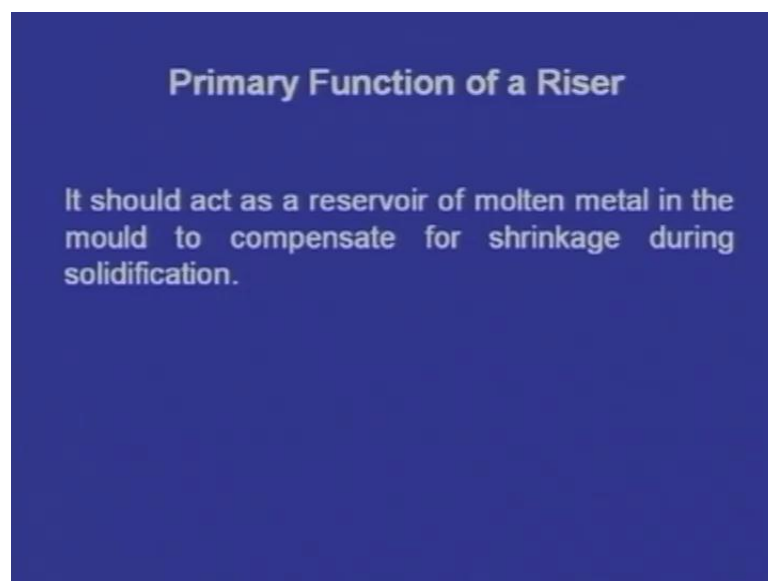 Primary Function of a Riser
It should act as a reservoir of molten metal in the
mould to compensate for shrinkage during
solidification.